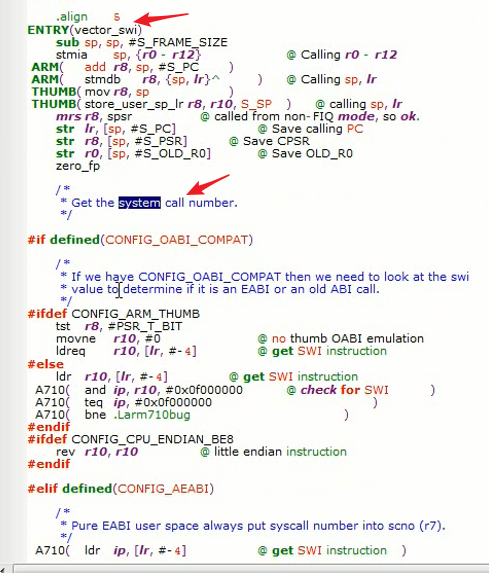 .align 5
ENTRY(vector_swi)
sub sp, sp, #S_FRAME_SIZE
stmia sp, {r0 - r12} @ Calling r0 - r12
ARM( add r8, sp, #S_PC )
ARM( stmdb r8, {sp, lr}^ ) @ Calling sp, lr
THUMB( mov r8, sp )
THUMB( store_user_sp_lr r8, r10, S_SP ) @ calling sp, lr
mrs r8, spsr @ called from non-FIQ mode, so ok.
str lr, [sp, #S_PC] @ Save calling PC
str r8, [sp, #S_PSR] @ Save CPSR
str r0, [sp, #S_OLD_R0] @ Save OLD_R0
zero_fp
/*
* Get the system call number.
*/
#if defined(CONFIG_OABI_COMPAT)
/*
* If we have CONFIG_OABI_COMPAT then we need to look at the swi
* value to determine if it is an EABI or an old ABI call.
*/
#ifdef CONFIG_ARM_THUMB
tst r8, #PSR_T_BIT
movne r10, #0 @ no thumb OABI emulation
ldreq r10, [lr, #-4] @ get SWI instruction
#else
ldr r10, [lr, #-4] @ get SWI instruction
A710( and ip, r10, #0x0f000000 @ check for SWI )
A710( teq ip, #0x0f000000 )
A710( bne .Larm710bug )
#endif
#ifdef CONFIG_CPU_ENDIAN_BE8
rev r10, r10 @ little endian instruction
#endif
#elif defined(CONFIG_AEABI)
/*
* Pure EABI user space always put syscall number into scno (r7).
*/
A710( ldr ip, [lr, #-4] @ get SWI instruction )